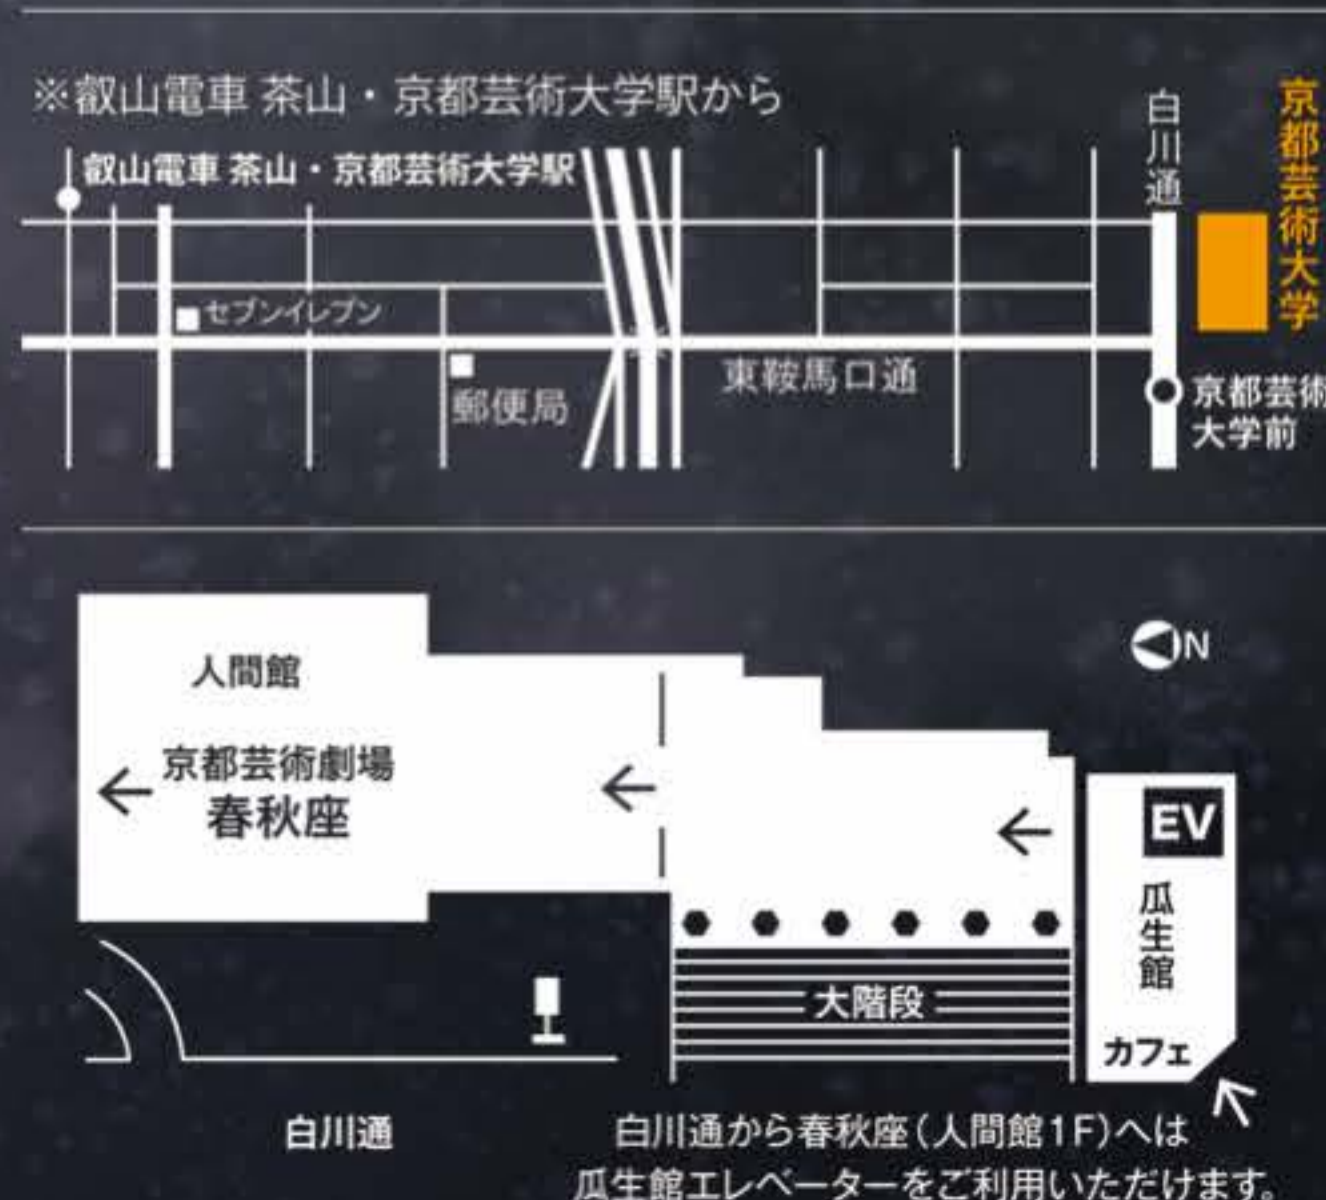 ※叡山電車 茶山・京都芸術大学駅から
叡山電車 茶山・京都芸術大学駅
白川通
京都芸術大学
セブンイレブン
郵便局
東鞍馬口通
京都芸術
大学前
N
人間館
京都芸術劇場
春秋座
EV
瓜生館
大階段
カフェ
白川通
白川通から春秋座(人間館1F)へは
瓜生館エレベーターをご利用いただけます。